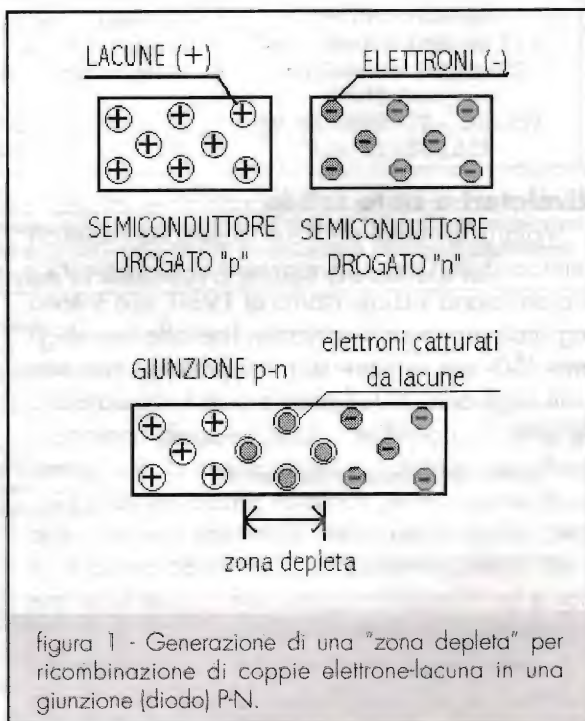 LACUNE (+)
ELETTRONI (-)
SEMICONDUTTORE
DROGATO "p"
SEMICONDUTTORE
DROGATO "n"
GIUNZIONE p-n
elettroni catturati
da lacune
zona depleta
figura 1 - Generazione di una "zona depleta" per
ricombinazione di coppie elettrone-lacuna in una
giunzione (diodo) P-N.